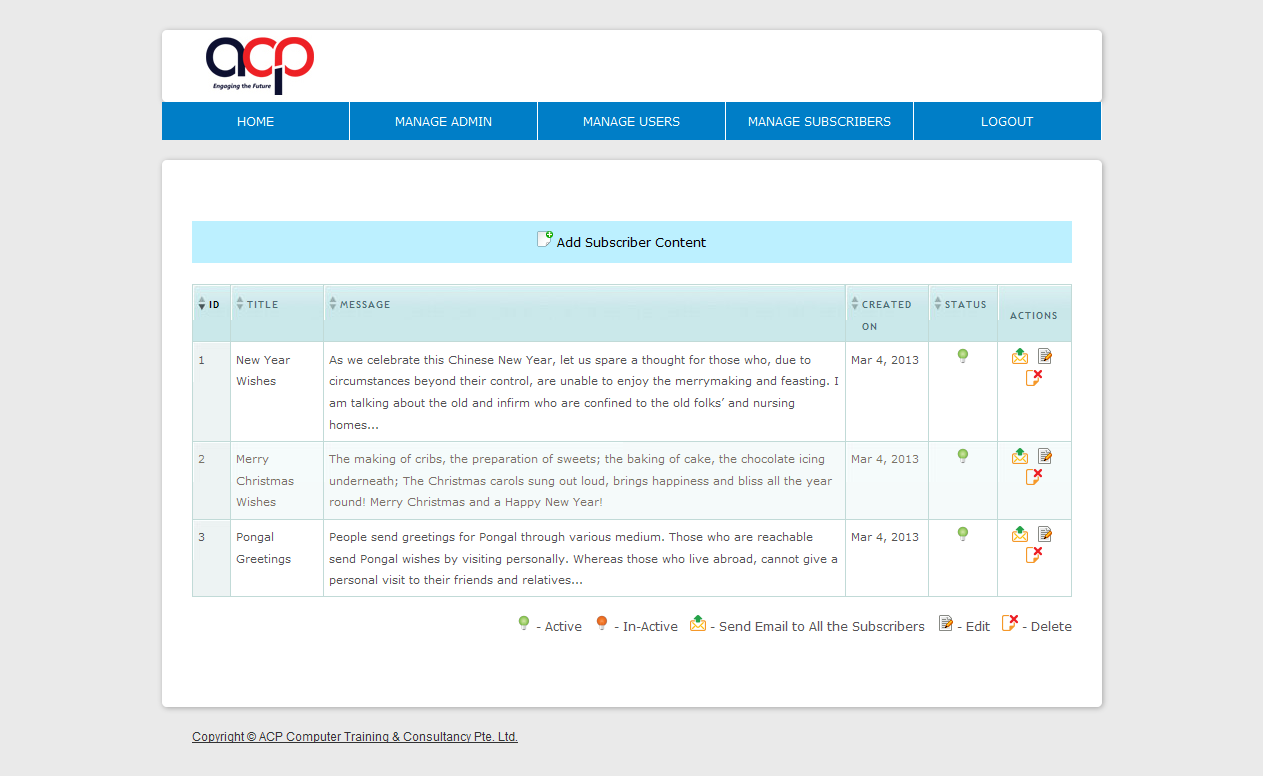 acp
Engaging the Future
HOME MANAGE ADMIN MANAGE USERS MANAGE SUBSCRIBERS LOGOUT
Add Subscriber Content
ID TITLE MESSAGE CREATED ON STATUS ACTIONS
1 New Year Wishes
As we celebrate this Chinese New Year, let us spare a thought for those who, due to
circumstances beyond their control, are unable to enjoy the merrymaking and feasting. I
am talking about the old and infirm who are confined to the old folks’ and nursing
homes...
Mar 4, 2013
2 Merry Christmas Wishes
The making of cribs, the preparation of sweets; the baking of cake, the chocolate icing
underneath; The Christmas carols sung out loud, brings happiness and bliss all the year
round! Merry Christmas and a Happy New Year!
Mar 4, 2013
3 Pongal Greetings
People send greetings for Pongal through various medium. Those who are reachable
send Pongal wishes by visiting personally. Whereas those who live abroad, cannot give a
personal visit to their friends and relatives...
Mar 4, 2013
- Active - In-Active - Send Email to All the Subscribers - Edit - Delete
Copyright © ACP Computer Training & Consultancy Pte. Ltd.